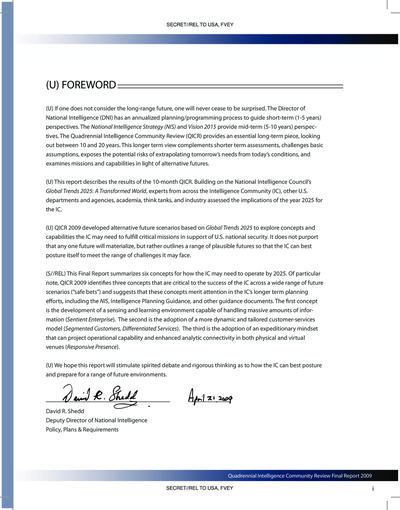 SECRET//REL TO USA, FVEY
(U) FOREWORD
(U) If one does not consider the long-range future, one will never cease to be surprised. The Director of
National Intelligence (DNI) has an annualized planning/programming process to guide short-term (1-5 years)
perspectives. The National Intelligence Strategy (NIS) and Vision 2015 provide mid-term (5-10 years) perspec-
tives. The Quadrennial Intelligence Community Review (QICR) provides an essential long-term piece, looking
out between 10 and 20 years. This longer term view complements shorter term assessments, challenges basic
assumptions, exposes the potential risks of extrapolating tomorrow's needs from today's conditions, and
examines missions and capabilities in light of alternative futures.
(U) This report describes the results of the 10-month QICR. Building on the National Intelligence Council's
Global Trends 2025: A Transformed World, experts from across the Intelligence Community (IC), other U.S.
departments and agencies, academia, think tanks, and industry assessed the implications of the year 2025 for
the IC.
(U) QICR 2009 developed alternative future scenarios based on Global Trends 2025 to explore concepts and
capabilities the IC may need to fulfill critical missions in support of U.S. national security. It does not purport
that any one future will materialize, but rather outlines a range of plausible futures so that the IC can best
posture itself to meet the range of challenges it may face.
(S//REL) This Final Report summarizes six concepts for how the IC may need to operate by 2025. Of particular
note, QICR 2009 identifies three concepts that are critical to the success of the IC across a wide range of future
scenarios ("safe bets") and suggests that these concepts merit attention in the IC's longer term planning
efforts, including the NIS, Intelligence Planning Guidance, and other guidance documents. The first concept
is the development of a sensing and learning environment capable of handling massive amounts of infor-
mation (Sentient Enterprise). The second is the adoption of a more dynamic and tailored customer-services
model (Segmented Customers, Differentiated Services). The third is the adoption of an expeditionary mindset
that can project operational capability and enhanced analytic connectivity in both physical and virtual
venues (Responsive Presence).
(U) We hope this report will stimulate spirited debate and rigorous thinking as to how the IC can best posture
and prepare for a range of future environments.
David R. Shedd April 21 2009
David R. Shedd
Deputy Director of National Intelligence
Policy, Plans & Requirements
Quadrennial Intelligence Community Review Final Report 2009
SECRET//REL TO USA, FVEY
i